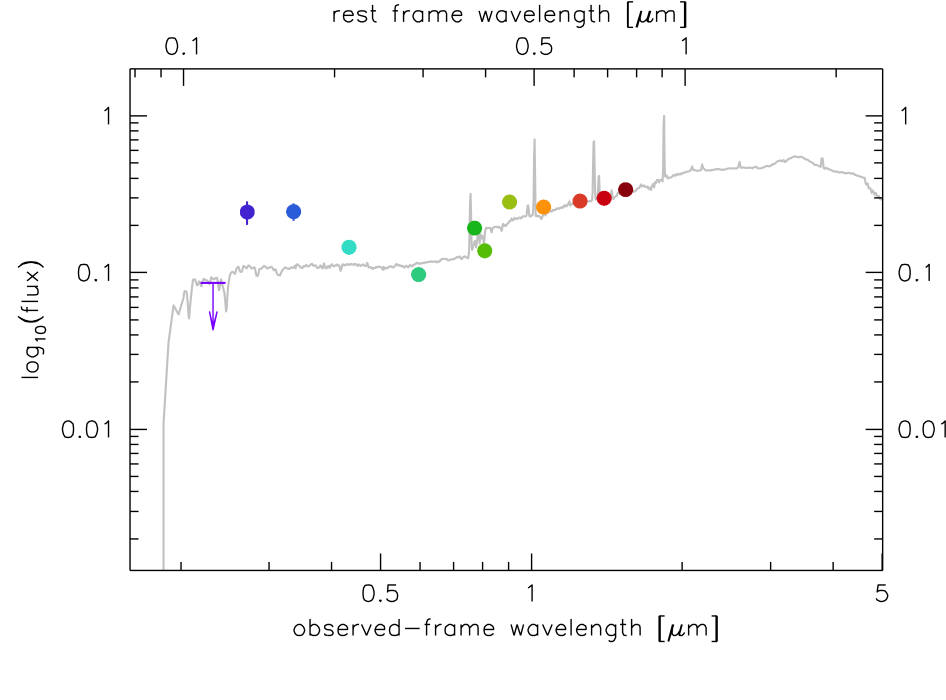 rest frame wavelength [μm]
0.1 0.5 1
1 1
0.1 0.1
0.01 0.01
log10(flux)
0.5 1 5
observed-frame wavelength [μm]